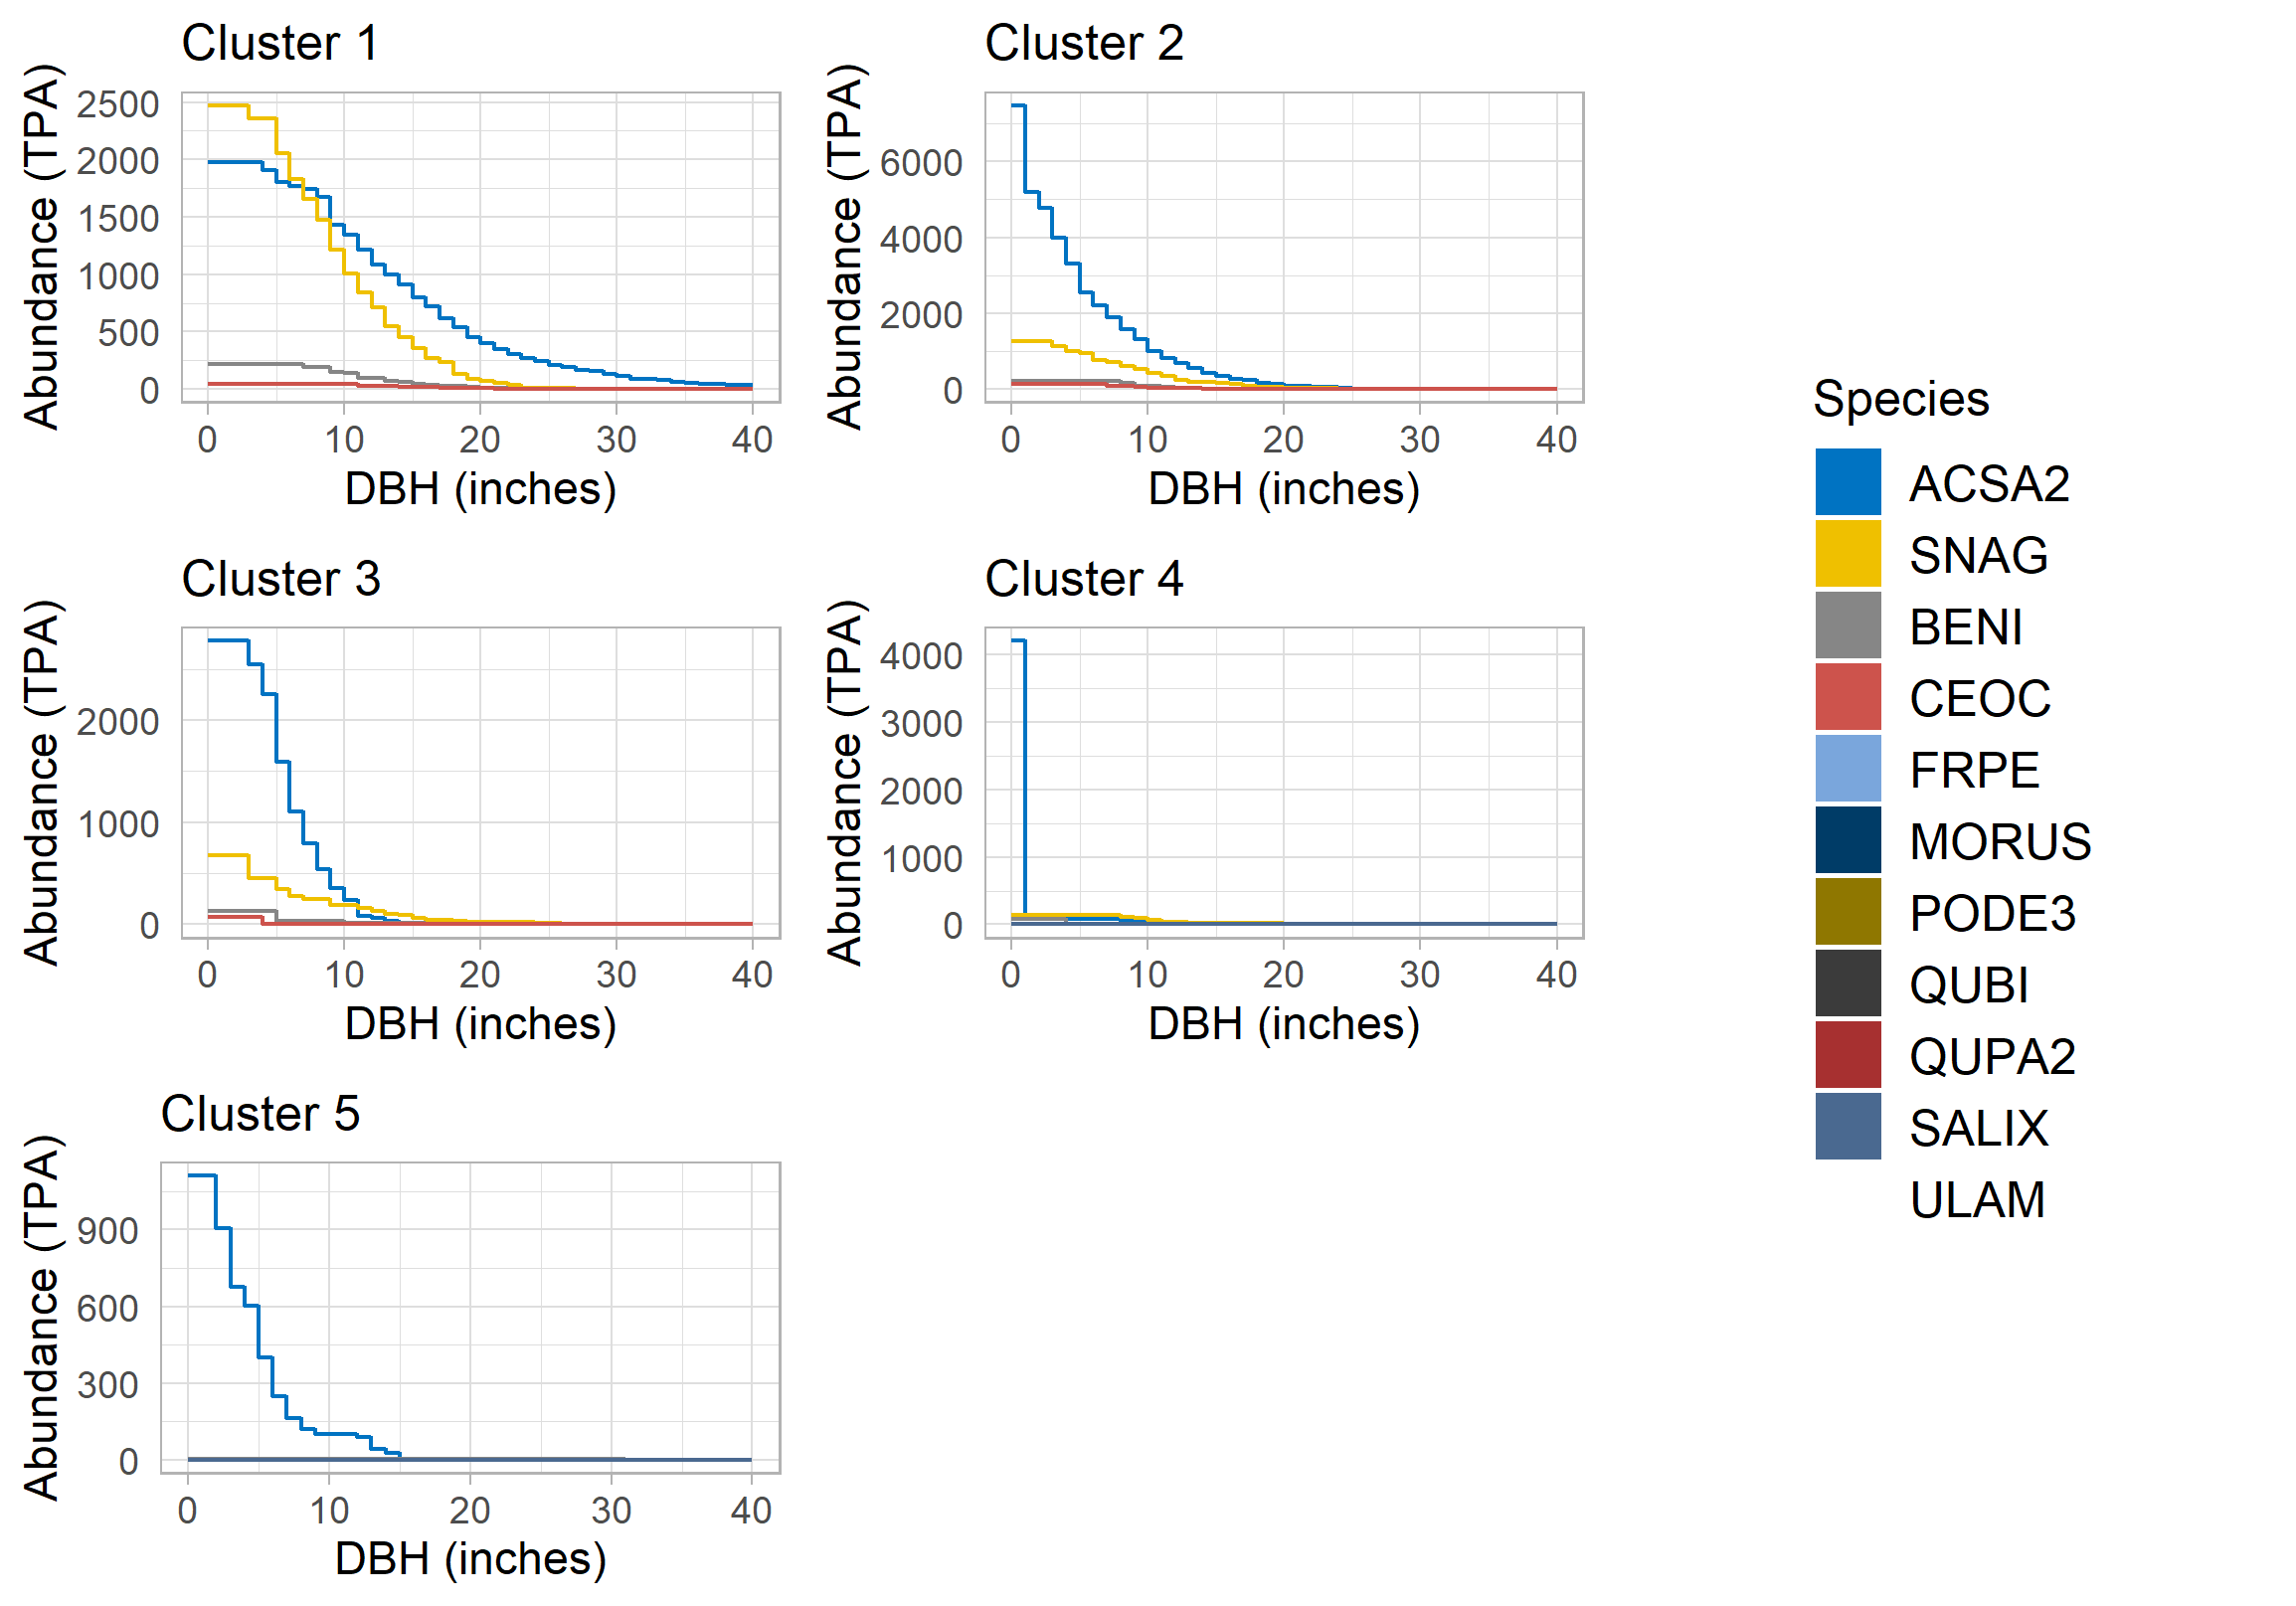 Cluster 1
Abundance (TPA)
2500
2000
1500
1000
500
0
0 10 20 30 40
DBH (inches)
Cluster 2
Abundance (TPA)
6000
4000
2000
0
0 10 20 30 40
DBH (inches)
Cluster 3
Abundance (TPA)
2000
1000
0
0 10 20 30 40
DBH (inches)
Cluster 4
Abundance (TPA)
4000
3000
2000
1000
0
0 10 20 30 40
DBH (inches)
Cluster 5
Abundance (TPA)
900
600
300
0
0 10 20 30 40
DBH (inches)
Species
ACSA2
SNAG
BENI
CEOC
FRPE
MORUS
PODE3
QUBI
QUPA2
SALIX
ULAM